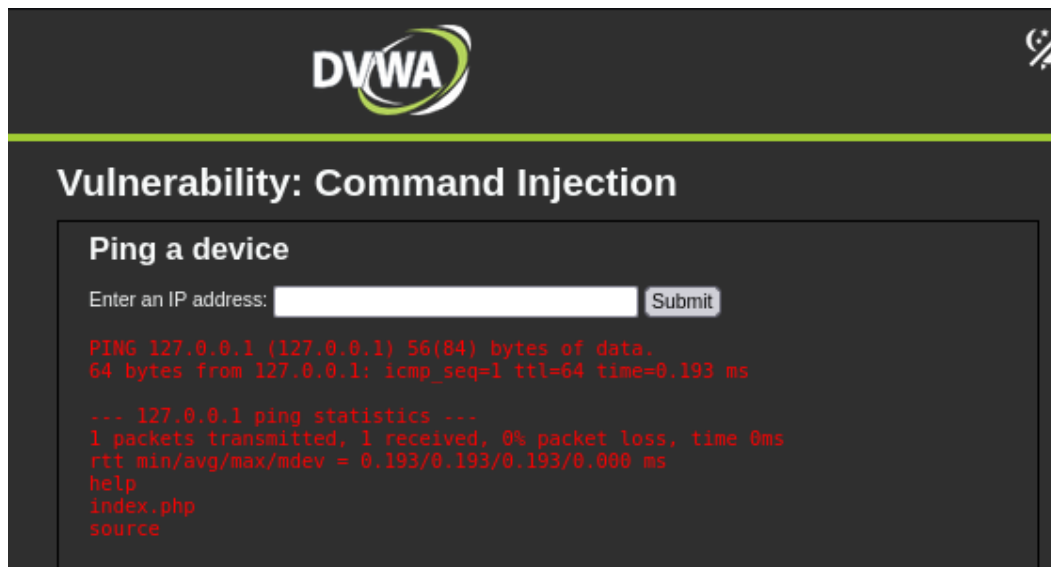 DVWA
Vulnerability: Command Injection
Ping a device
Enter an IP address: Submit
PING 127.0.0.1 (127.0.0.1) 56(84) bytes of data.
64 bytes from 127.0.0.1: icmp_seq=1 ttl=64 time=0.193 ms
--- 127.0.0.1 ping statistics ---
1 packets transmitted, 1 received, 0% packet loss, time 0ms
rtt min/avg/max/mdev = 0.193/0.193/0.193/0.000 ms
help
index.php
source